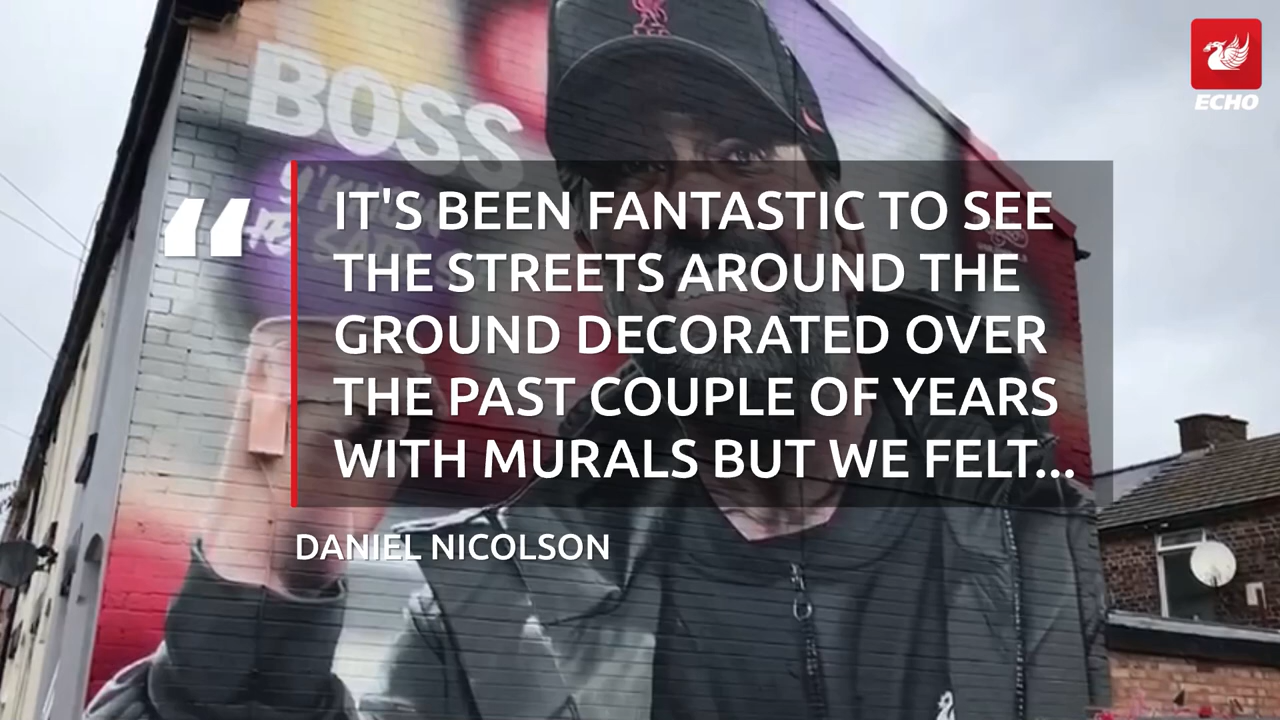 ECHO
BOSS
“
IT'S BEEN FANTASTIC TO SEE
THE STREETS AROUND THE
GROUND DECORATED OVER
THE PAST COUPLE OF YEARS
WITH MURALS BUT WE FELT...
DANIEL NICOLSON